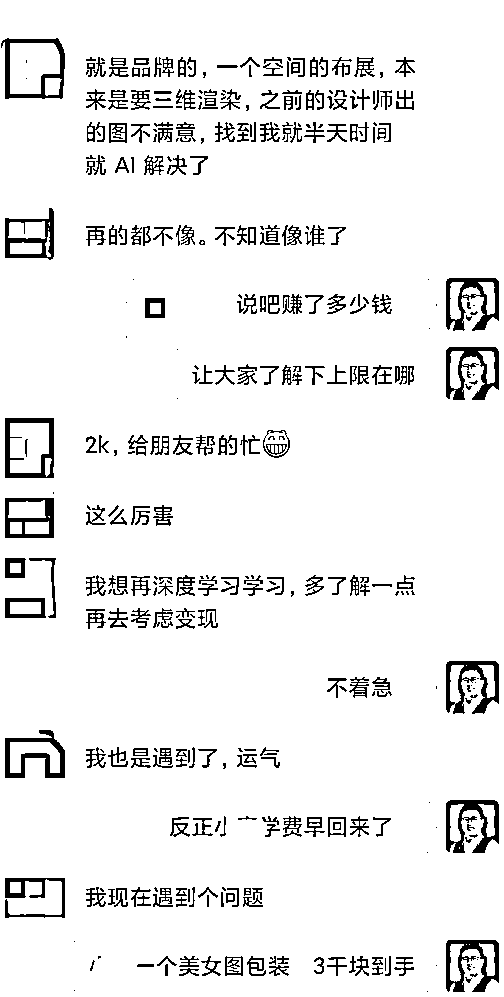 就是品牌的，一个空间的布展，本
来是要三维渲染，之前的设计师出
的图不满意，找到我就半天时间
就 AI 解决了
再的都不像。不知道像谁了
说吧赚了多少钱
让大家了解下上限在哪
2k，给朋友帮的忙😁
这么厉害
我想再深度学习学习，多了解一点
再去考虑变现
不着急
我也是遇到了，运气
反正 学费早回来了
我现在遇到个问题
一个美女图包装 3千块到手